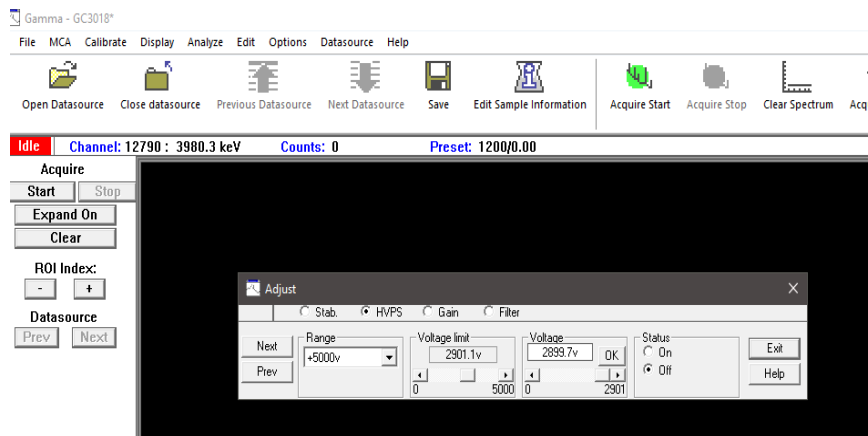 Gamma - GC3018*
File MCA Calibrate Display Analyze Edit Options Datasource Help
Open Datasource Close datasource Previous Datasource Next Datasource Save Edit Sample Information Acquire Start Acquire Stop Clear Spectrum Acq
Idle Channel: 12790 : 3980.3 keV Counts: 0 Preset: 1200/0.00
Acquire
Start Stop
Expand On
Clear
ROI Index:
- +
Datasource
Prev Next
Adjust
Stab. HVPS Gain Filter
Next
Prev
Range
+5000v
Voltage limit
2901.1v
0 5000
Voltage
2899.7v OK
0 2901
Status
On
Off
Exit
Help